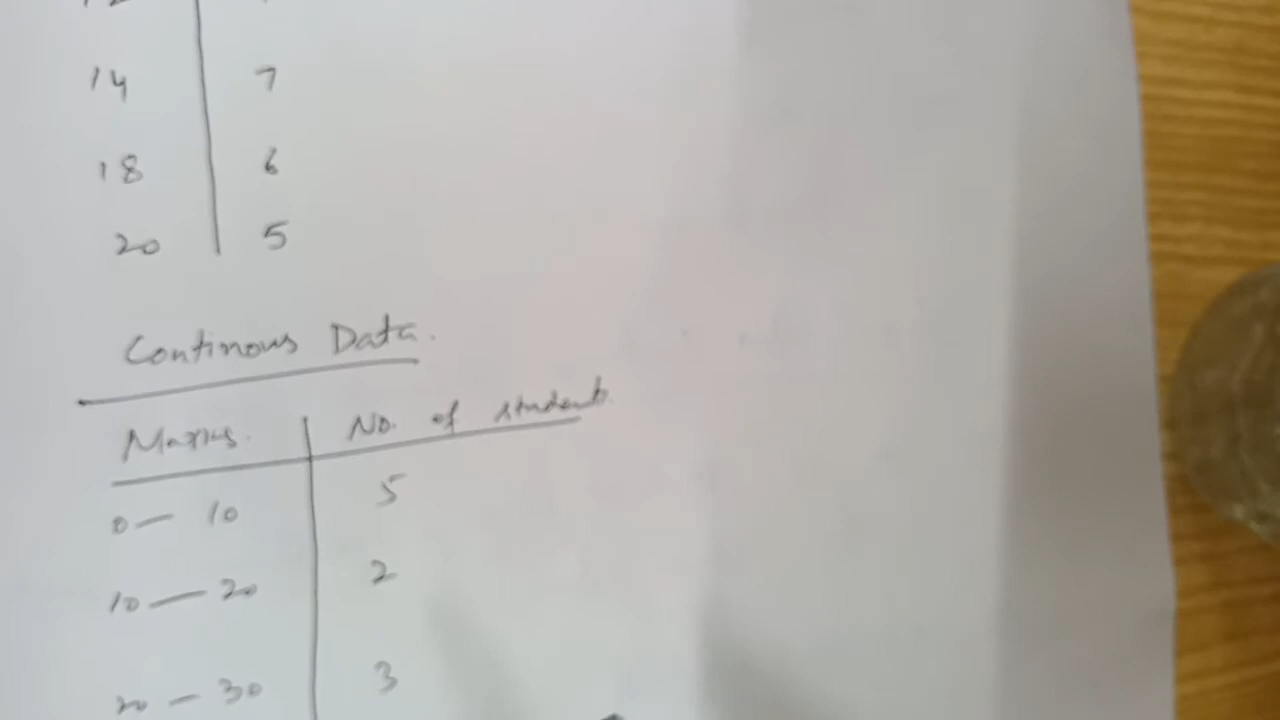 14 7
18 6
20 5
Continous Data.
Marks. No. of students.
0 — 10 5
10 — 20 2
20 — 30 3